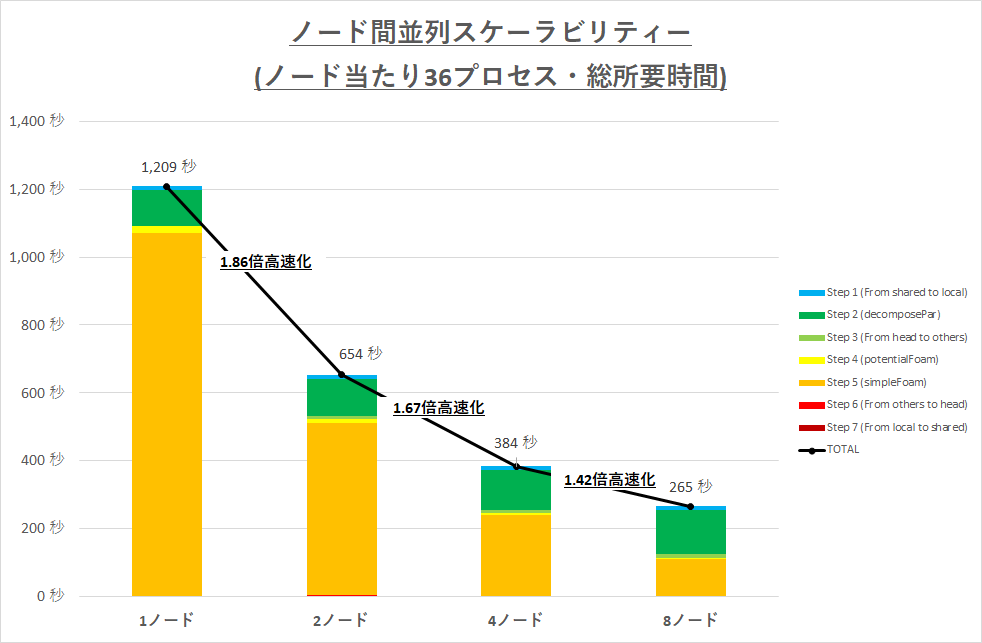 ノード間並列スケーラビリティー
(ノード当たり36プロセス・総所要時間)
1,400 秒
1,200 秒
1,000 秒
800 秒
600 秒
400 秒
200 秒
0 秒
1,209 秒
1.86倍高速化
654 秒
1.67倍高速化
384 秒
1.42倍高速化
265 秒
1ノード
2ノード
4ノード
8ノード
Step 1 (From shared to local)
Step 2 (decomposePar)
Step 3 (From head to others)
Step 4 (potentialFoam)
Step 5 (simpleFoam)
Step 6 (From others to head)
Step 7 (From local to shared)
TOTAL